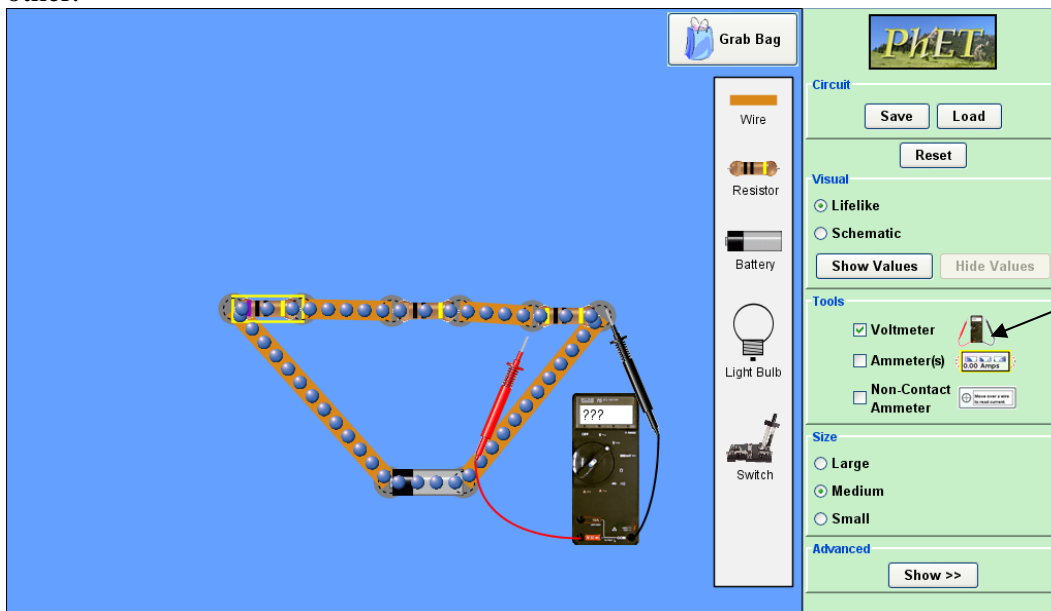 other.
Grab Bag
Wire
Resistor
Battery
Light Bulb
Switch
???
PhET
Circuit
Save Load
Reset
Visual
Lifelike
Schematic
Show Values Hide Values
Tools
Voltmeter
Ammeter(s)
0.00 Amps
Non-Contact
Ammeter
Size
Large
Medium
Small
Advanced
Show >>